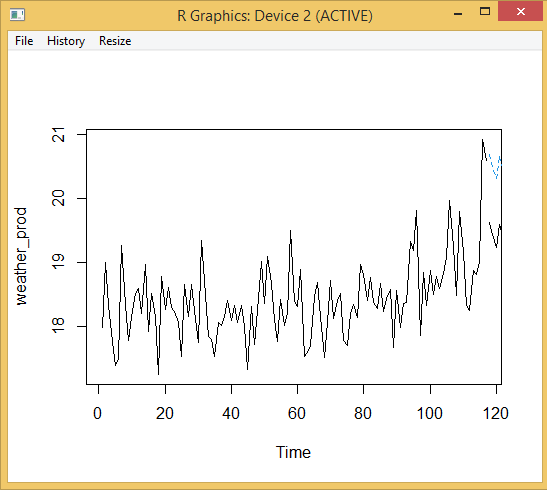 R Graphics: Device 2 (ACTIVE)
File History Resize
weather_prod
21
20
19
18
0 20 40 60 80 100 120
Time